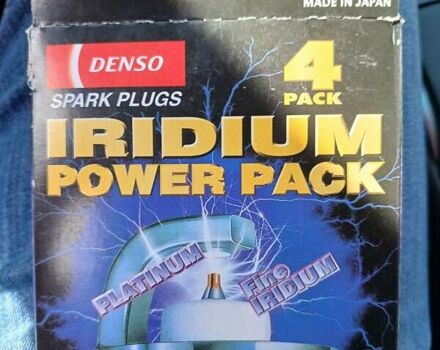 MADE IN JAPAN
DENSO
SPARK PLUGS
4
PACK
IRIDIUM
POWER PACK
PLATINUM
Fine
IRIDIUM